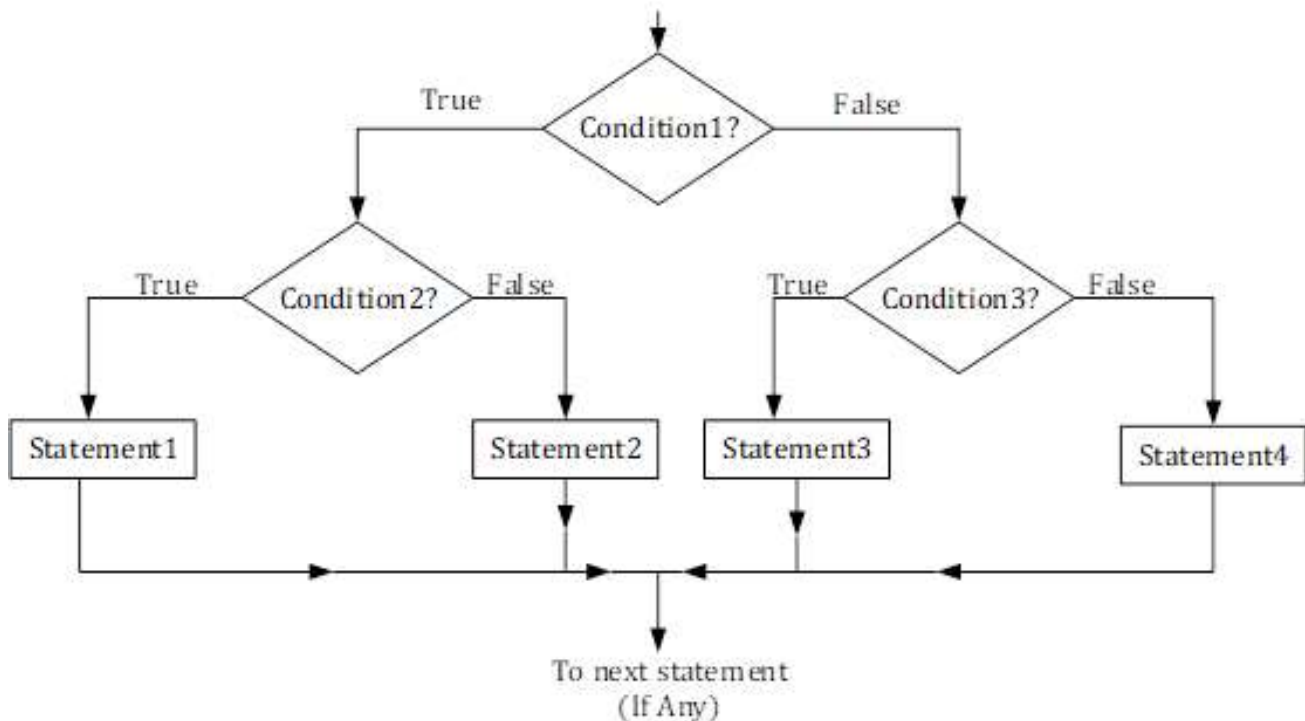 True
False
Condition1?
True
False
True
False
Condition2?
Condition3?
Statement1
Statement2
Statement3
Statement4
To next statement
(If Any)